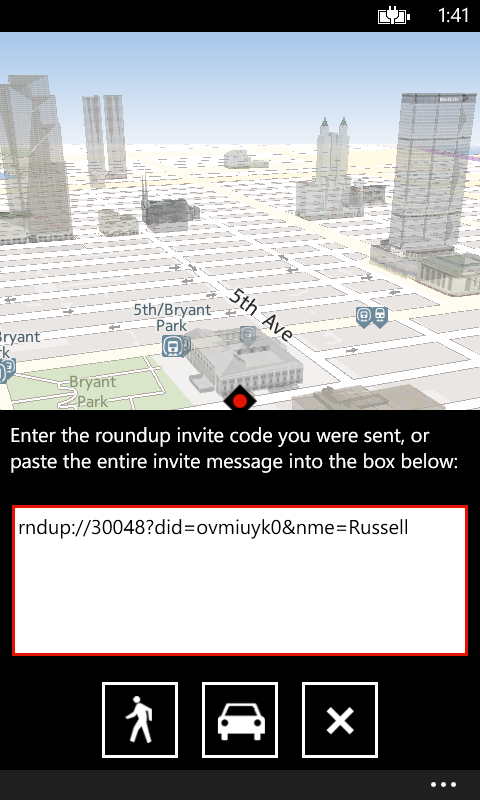 1:41
5th Ave
5th/Bryant
Park
Bryant
Park
Enter the roundup invite code you were sent, or
paste the entire invite message into the box below:
rndup://30048?did=ovmiuyk0&nme=Russell